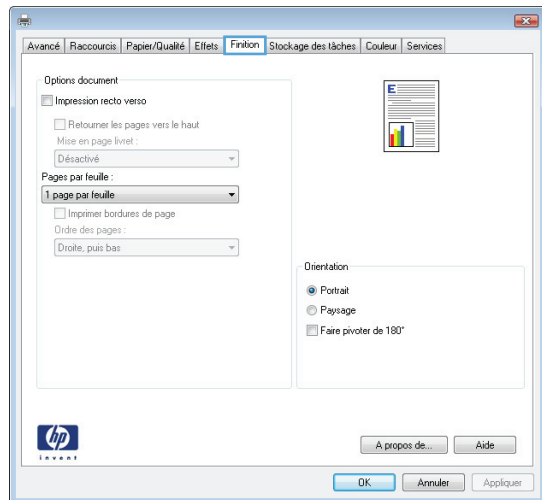 Avancé Raccourcis Papier/Qualité Effets Finition Stockage des tâches Couleur Services
Options document
Impression recto verso
Retourner les pages vers le haut
Mise en page livret :
Désactivé
Pages par feuille :
1 page par feuille
Imprimer bordures de page
Ordre des pages :
Droite, puis bas
E
Orientation
Portrait
Paysage
Faire pivoter de 180°
hp
invent
A propos de...
Aide
OK
Annuler
Appliquer